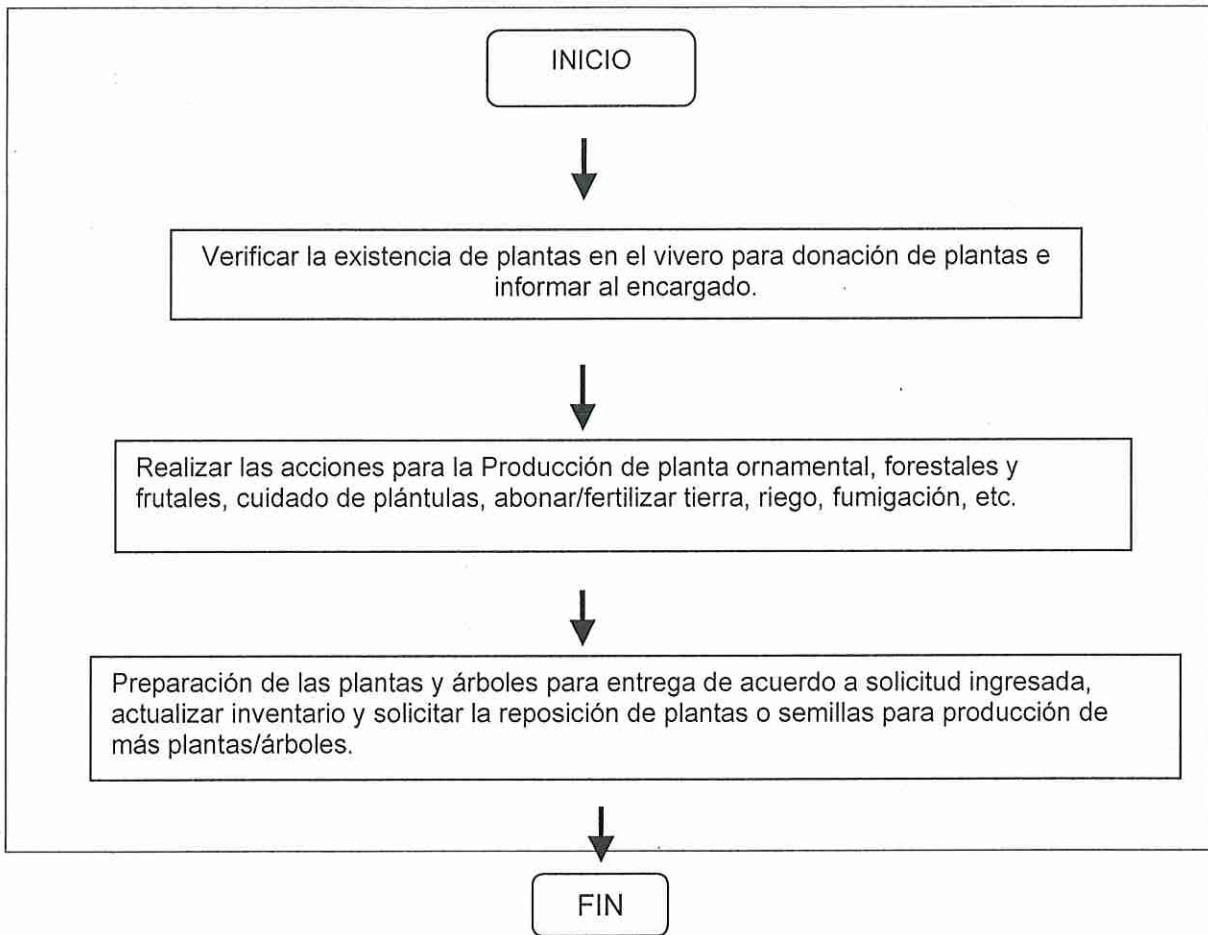 INICIO
Verificar la existencia de plantas en el vivero para donación de plantas e
informar al encargado.
Realizar las acciones para la Producción de planta ornamental, forestales y
frutales, cuidado de plántulas, abonar/fertilizar tierra, riego, fumigación, etc.
Preparación de las plantas y árboles para entrega de acuerdo a solicitud ingresada,
actualizar inventario y solicitar la reposición de plantas o semillas para producción de
más plantas/árboles.
FIN